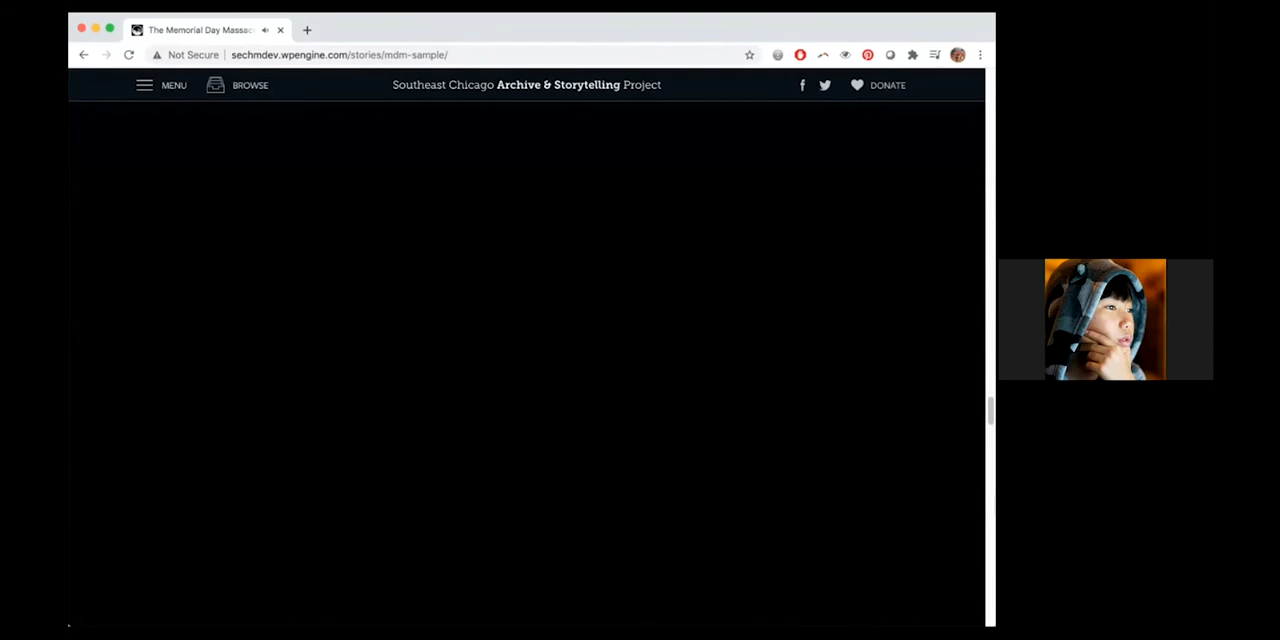 The Memorial Day Massac
Not Secure | sechmdev.wpengine.com/stories/mdm-sample/
MENU BROWSE Southeast Chicago Archive & Storytelling Project DONATE